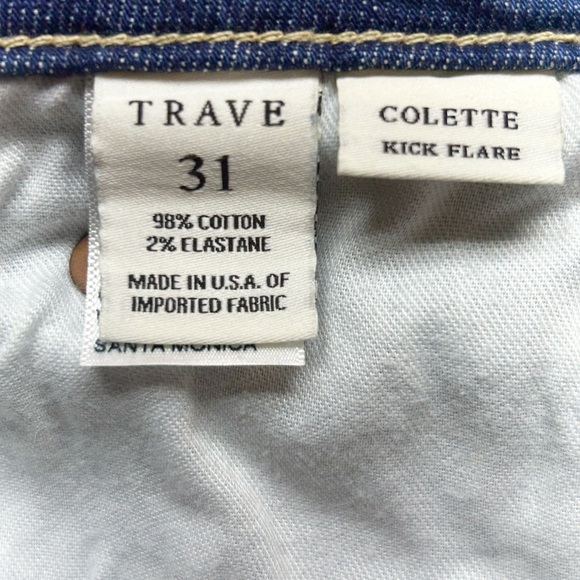 TRAVE
31
98% COTTON
2% ELASTANE
MADE IN U.S.A. OF
IMPORTED FABRIC
SANTA MONICA
COLETTE
KICK FLARE